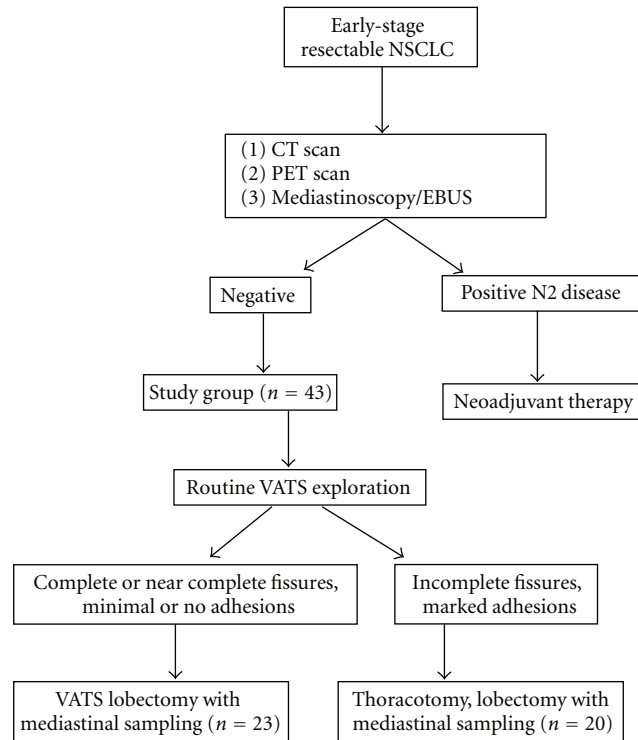 Early-stage
resectable NSCLC
(1) CT scan
(2) PET scan
(3) Mediastinoscopy/EBUS
Negative
Positive N2 disease
Study group (n = 43)
Neoadjuvant therapy
Routine VATS exploration
Complete or near complete fissures,
minimal or no adhesions
Incomplete fissures,
marked adhesions
VATS lobectomy with
mediastinal sampling (n = 23)
Thoracotomy, lobectomy with
mediastinal sampling (n = 20)